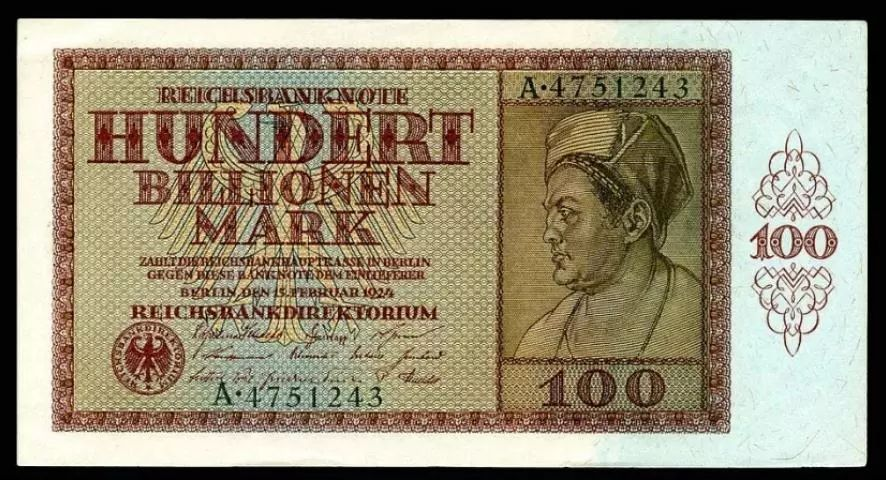 REICHSBANKNOTE
HUNDERT
BILLIONEN
MARK
ZAHLT DIE REICHSBANKHAUPTKASSE IN BERLIN
GEGEN DIESE BANKNOTE DEM EINLIEFERER
BERLIN DEN 15. FEBRUAR 1924
REICHSBANKDIREKTORIUM
REICHSBANKDIREKTORIUM
A·4751243
A·4751243
100
100